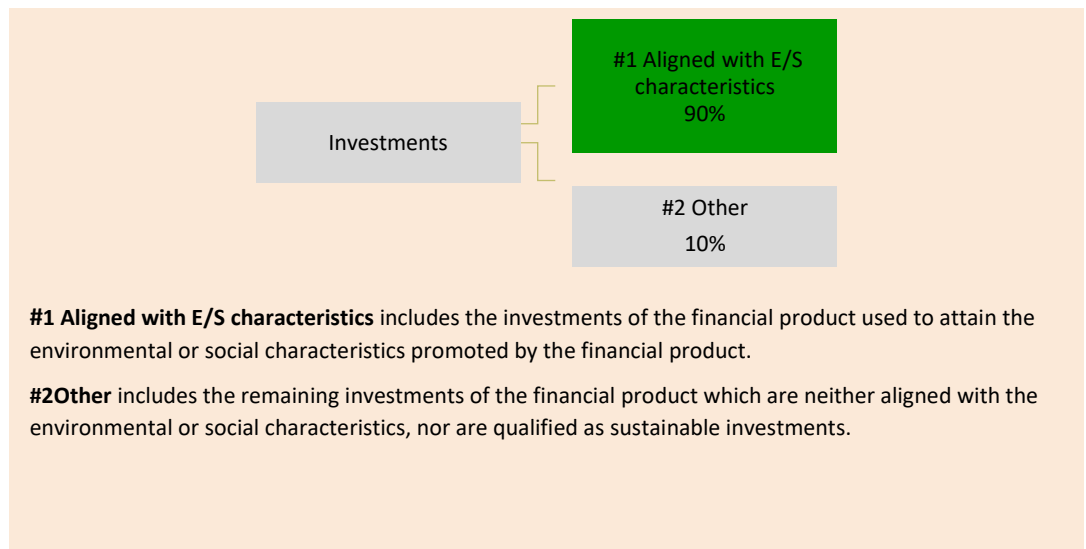 #1 Aligned with E/S
characteristics
90%
Investments
#2 Other
10%
#1 Aligned with E/S characteristics includes the investments of the financial product used to attain the
environmental or social characteristics promoted by the financial product.
#2Other includes the remaining investments of the financial product which are neither aligned with the
environmental or social characteristics, nor are qualified as sustainable investments.